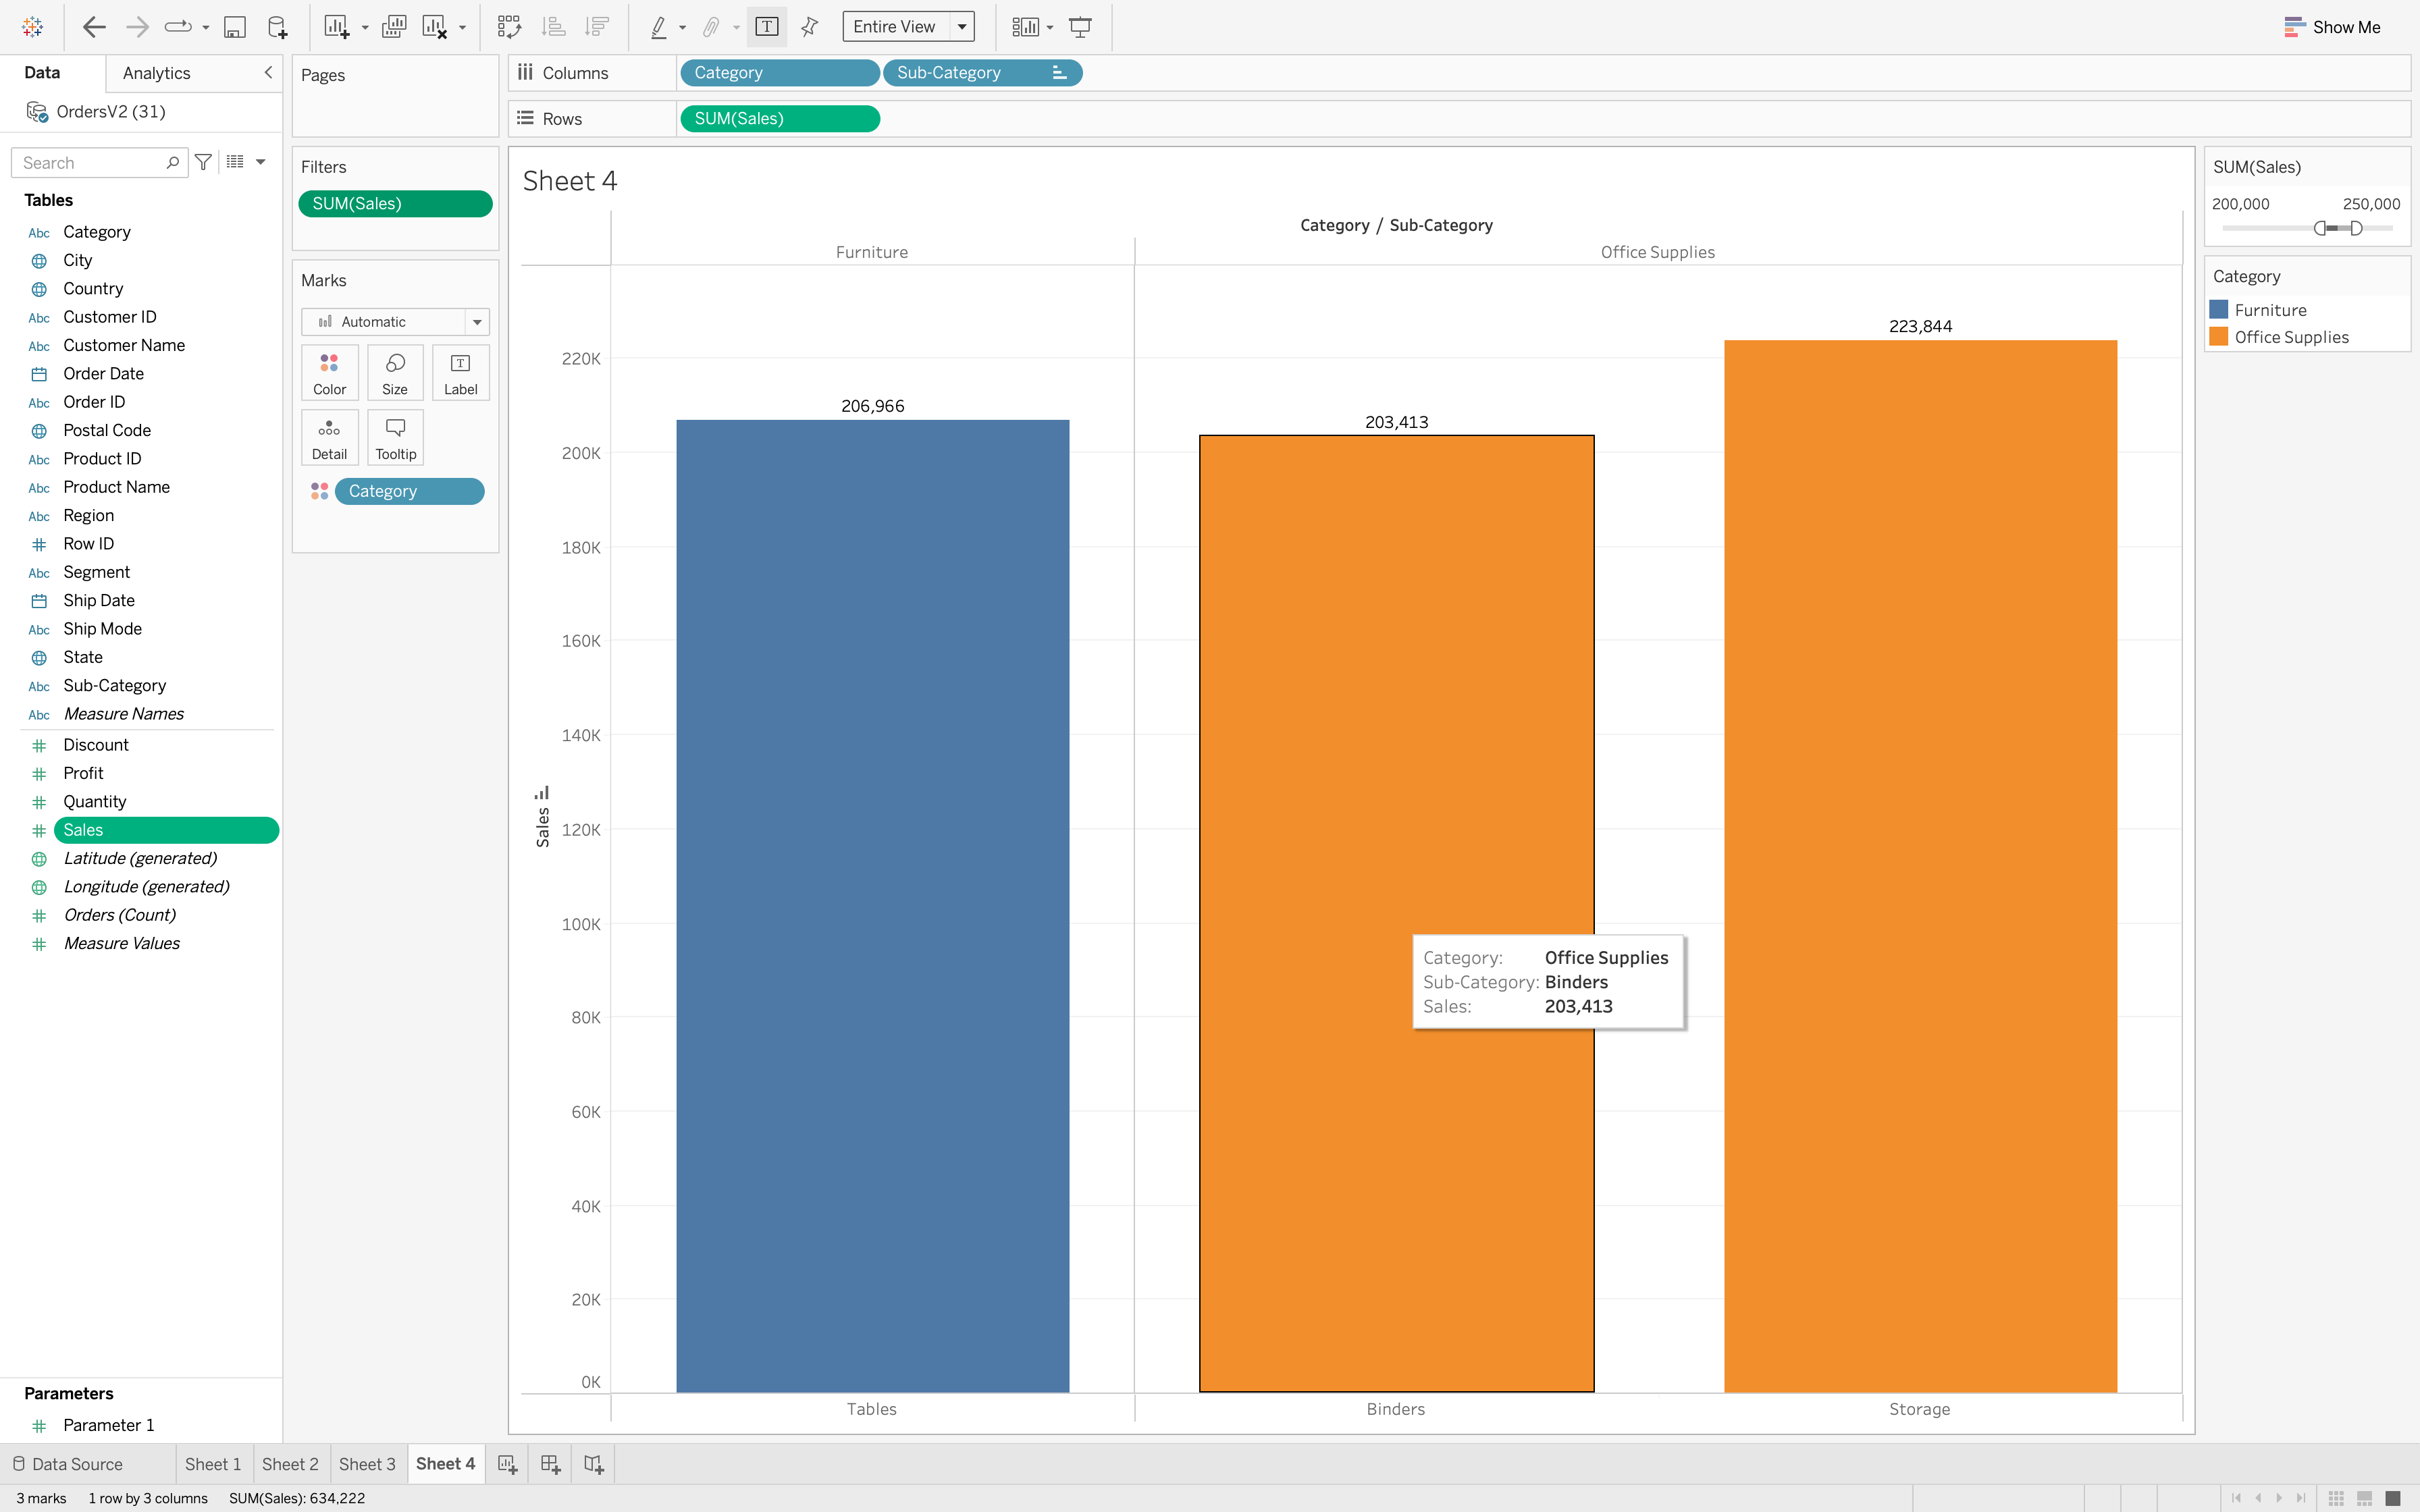 Entire View
Show Me
Data
Analytics
OrdersV2 (31)
Search
Tables
Abc Category
City
Country
Abc Customer ID
Abc Customer Name
Order Date
Abc Order ID
Postal Code
Abc Product ID
Abc Product Name
Abc Region
Row ID
Abc Segment
Ship Date
Abc Ship Mode
State
Abc Sub-Category
Abc Measure Names
Discount
Profit
Quantity
Sales
Latitude (generated)
Longitude (generated)
Orders (Count)
Measure Values
Parameters
Parameter 1
Pages
Filters
SUM(Sales)
Marks
Automatic
Color Size Label
Detail Tooltip
Category
Columns Category Sub-Category
Rows SUM(Sales)
Sheet 4
Category / Sub-Category
Furniture Office Supplies
206,966
203,413
223,844
Sales
220K
200K
180K
160K
140K
120K
100K
80K
60K
40K
20K
0K
Category: Office Supplies
Sub-Category: Binders
Sales: 203,413
Tables Binders Storage
SUM(Sales)
200,000 250,000
Category
Furniture
Office Supplies
Data Source Sheet 1 Sheet 2 Sheet 3 Sheet 4
3 marks 1 row by 3 columns SUM(Sales): 634,222